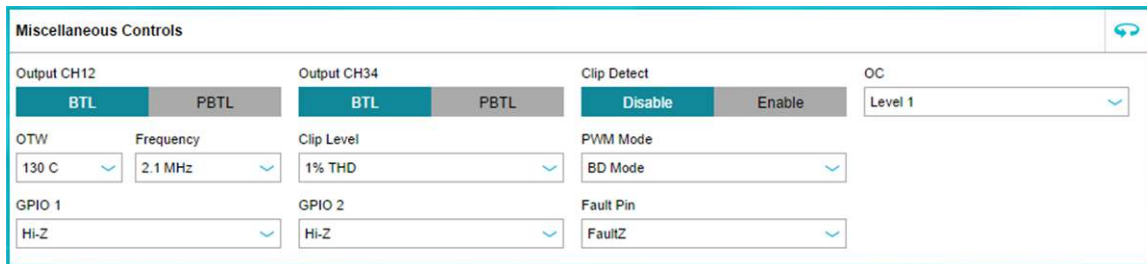 Miscellaneous Controls
Output CH12 Output CH34 Clip Detect OC
BTL PBTL BTL PBTL Disable Enable Level 1
OTW Frequency Clip Level PWM Mode
130 C 2.1 MHz 1% THD BD Mode
GPIO 1 GPIO 2 Fault Pin
Hi-Z Hi-Z FaultZ